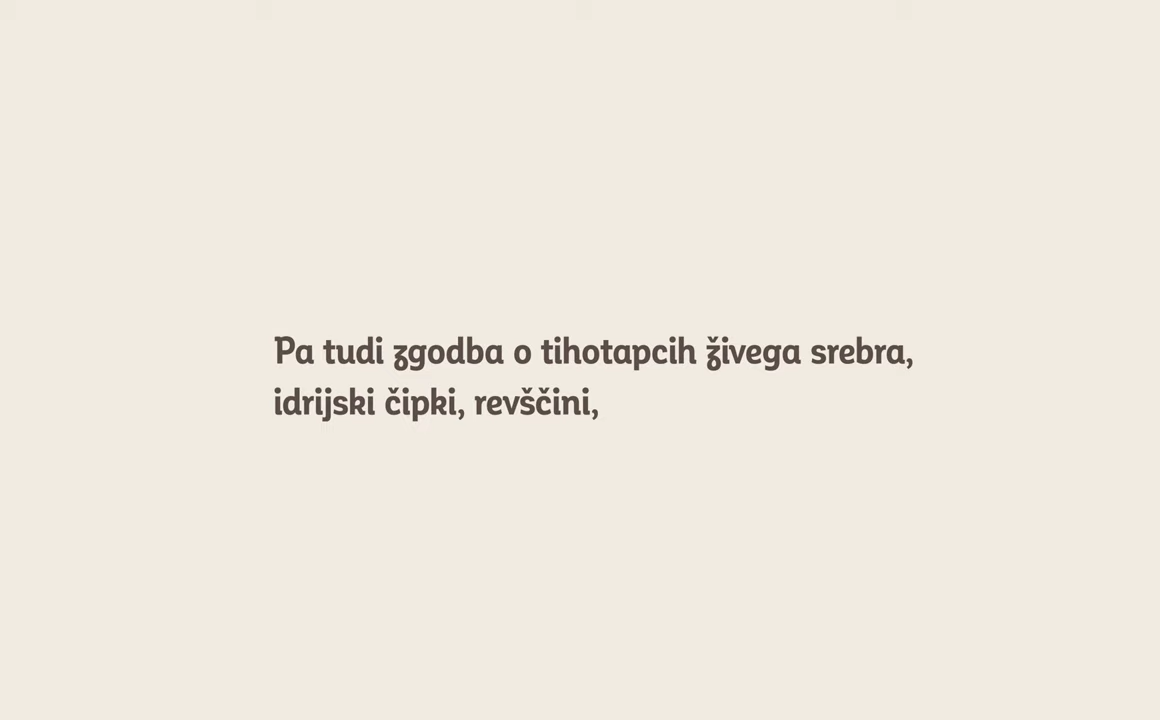 Pa tudi zgodba o tihotapcih živega srebra,
idrijski čipki, revščini,